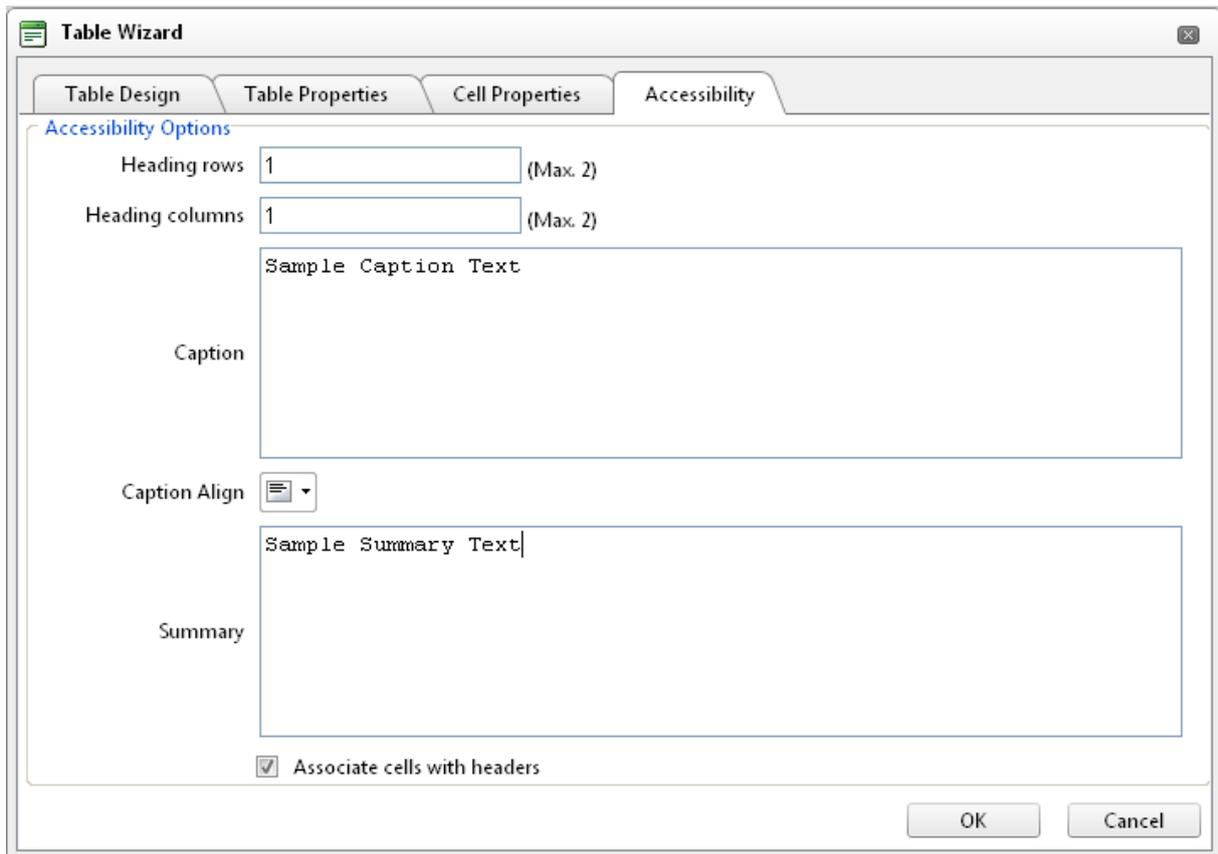 Table Wizard
Table Design Table Properties Cell Properties Accessibility
Accessibility Options
Heading rows 1 (Max. 2)
Heading columns 1 (Max. 2)
Sample Caption Text
Caption
Caption Align
Sample Summary Text
Summary
Associate cells with headers
OK Cancel